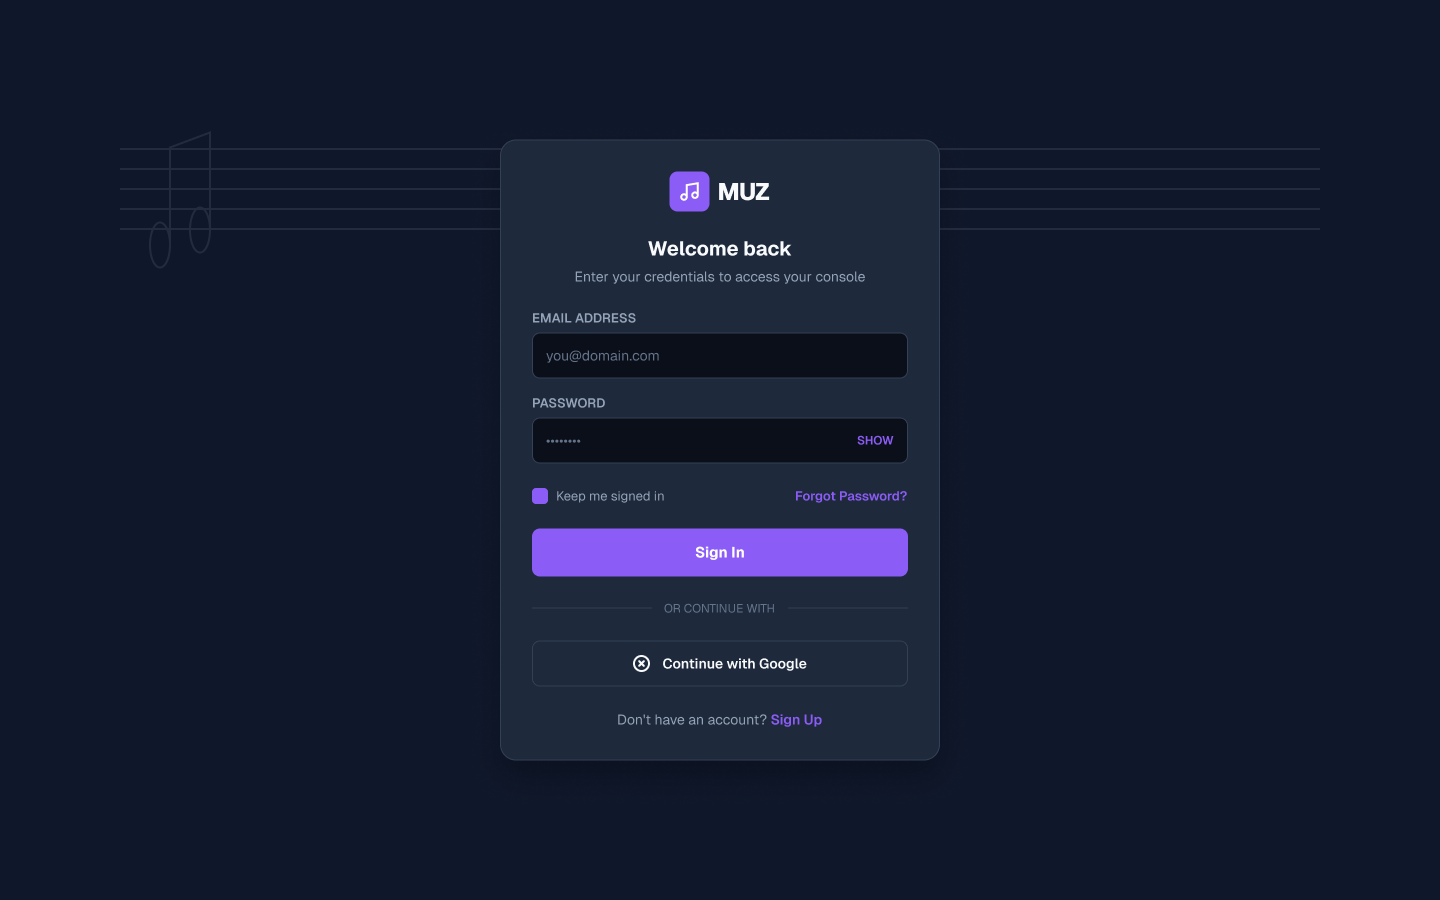 MUZ
Welcome back
Enter your credentials to access your console
EMAIL ADDRESS
you@domain.com
PASSWORD
•••••••• SHOW
Keep me signed in Forgot Password?
Sign In
OR CONTINUE WITH
Continue with Google
Don't have an account? Sign Up